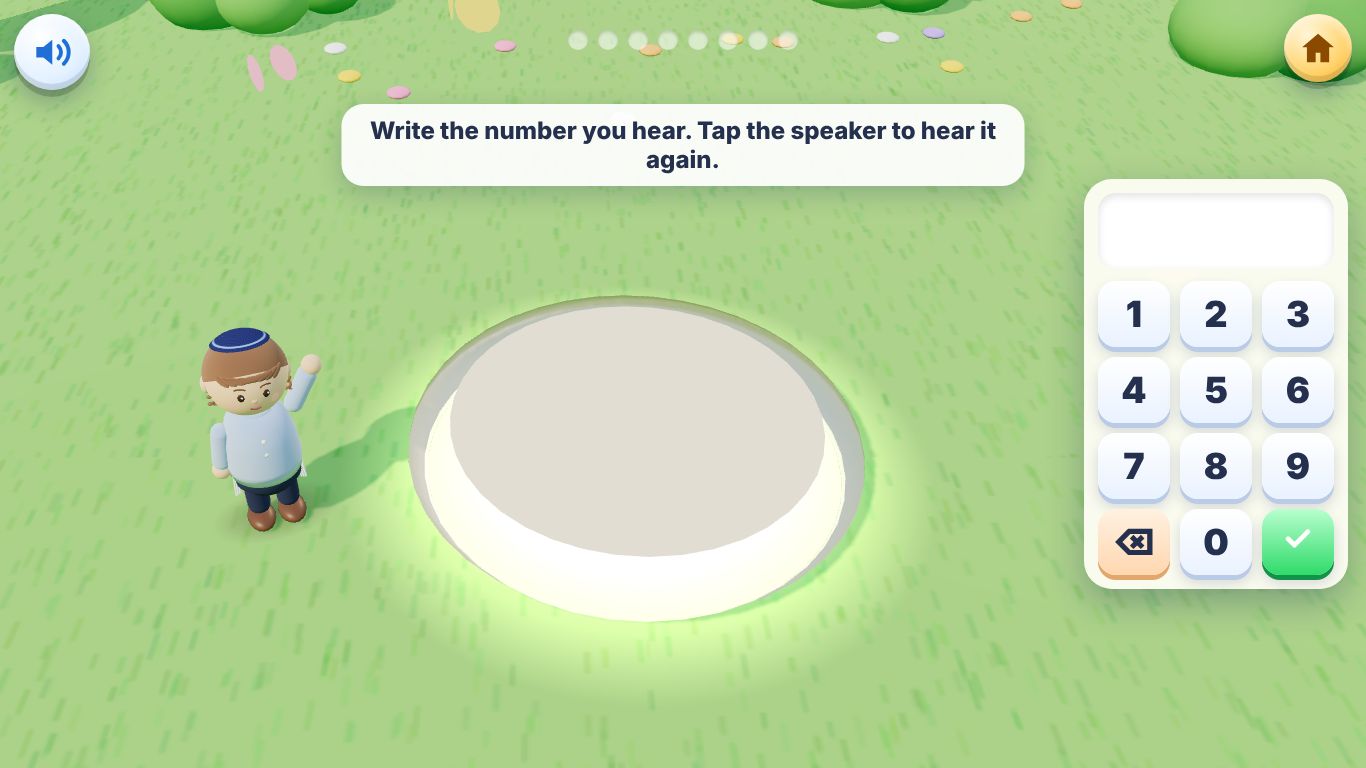 Write the number you hear. Tap the speaker to hear it
again.
1 2 3
4 5 6
7 8 9
0